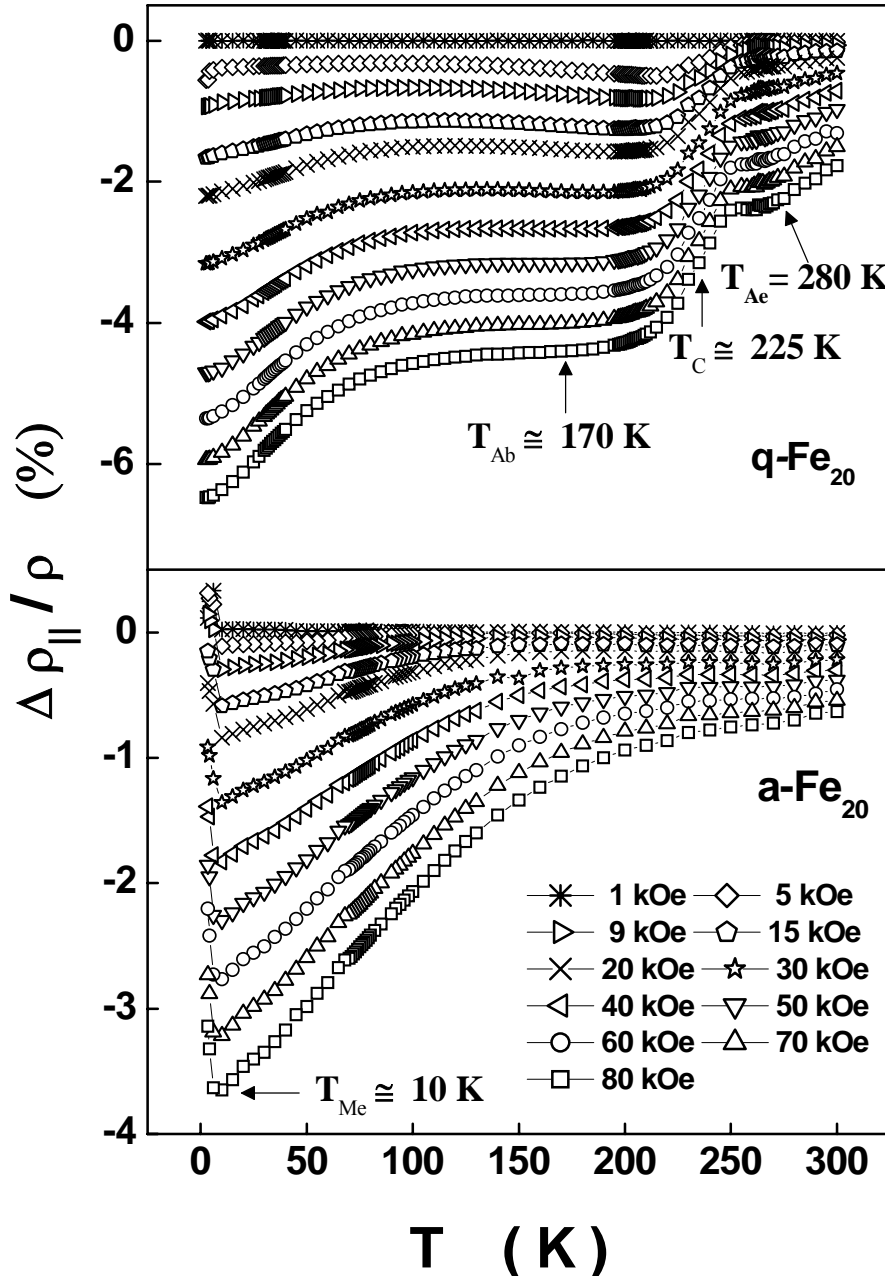 0
-2
-4
-6
T_Ae = 280 K
T_C ≅ 225 K
T_Ab ≅ 170 K
q-Fe_20
Δρ_|| / ρ (%)
0
-1
-2
-3
-4
a-Fe_20
1 kOe 5 kOe
9 kOe 15 kOe
20 kOe 30 kOe
40 kOe 50 kOe
60 kOe 70 kOe
80 kOe
T_Me ≅ 10 K
0 50 100 150 200 250 300
T (K)